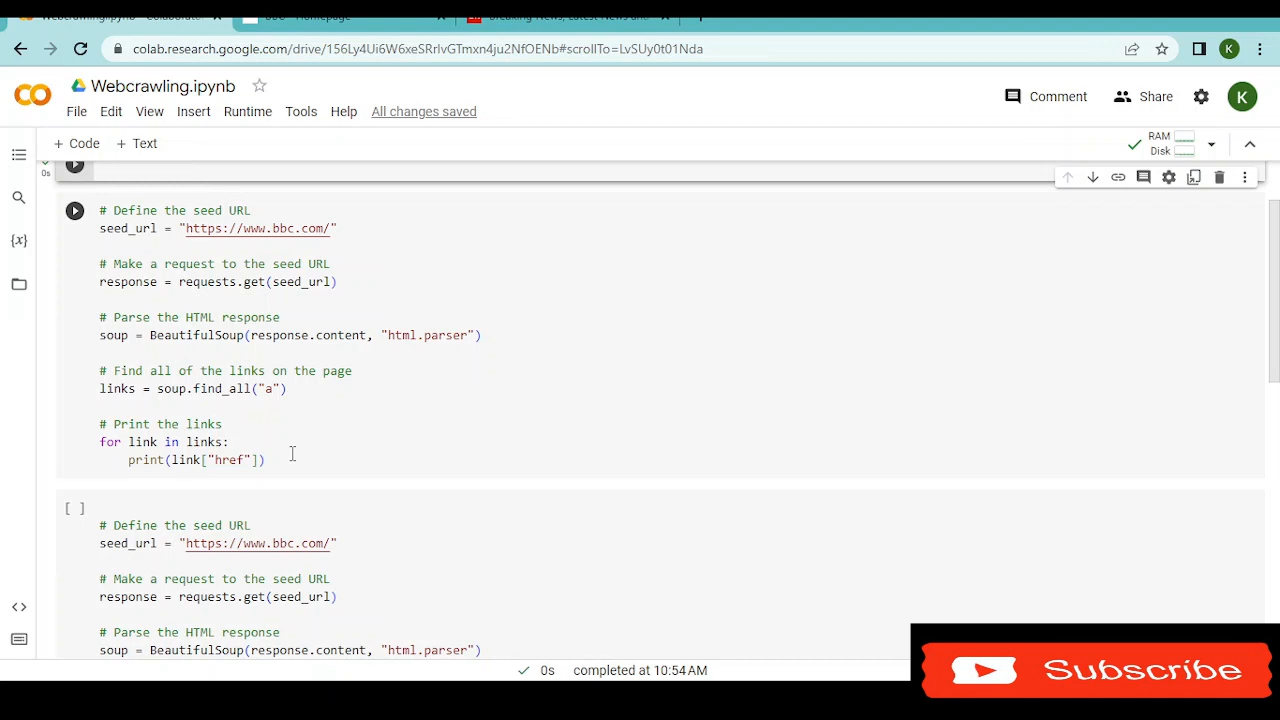 colab.research.google.com/drive/156Ly4Ui6W6xeSRrlvGTmxn4ju2NfOENb#scrollTo=LvSUy0t01Nda
K
Webcrawling.ipynb
File Edit View Insert Runtime Tools Help All changes saved
Comment Share K
+ Code + Text
RAM
Disk
0s
# Define the seed URL
seed_url = "https://www.bbc.com/"
# Make a request to the seed URL
response = requests.get(seed_url)
# Parse the HTML response
soup = BeautifulSoup(response.content, "html.parser")
# Find all of the links on the page
links = soup.find_all("a")
# Print the links
for link in links:
print(link["href"])
[ ]
# Define the seed URL
seed_url = "https://www.bbc.com/"
# Make a request to the seed URL
response = requests.get(seed_url)
# Parse the HTML response
soup = BeautifulSoup(response.content, "html.parser")
0s completed at 10:54 AM
Subscribe